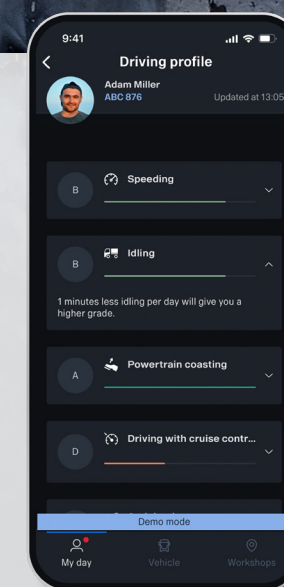 9:41
Driving profile
Adam Miller
ABC 876
Updated at 13:05
B
Speeding
B
Idling
1 minutes less idling per day will give you a
higher grade.
A
Powertrain coasting
D
Driving with cruise contr...
Demo mode
My day
Vehicle
Workshops